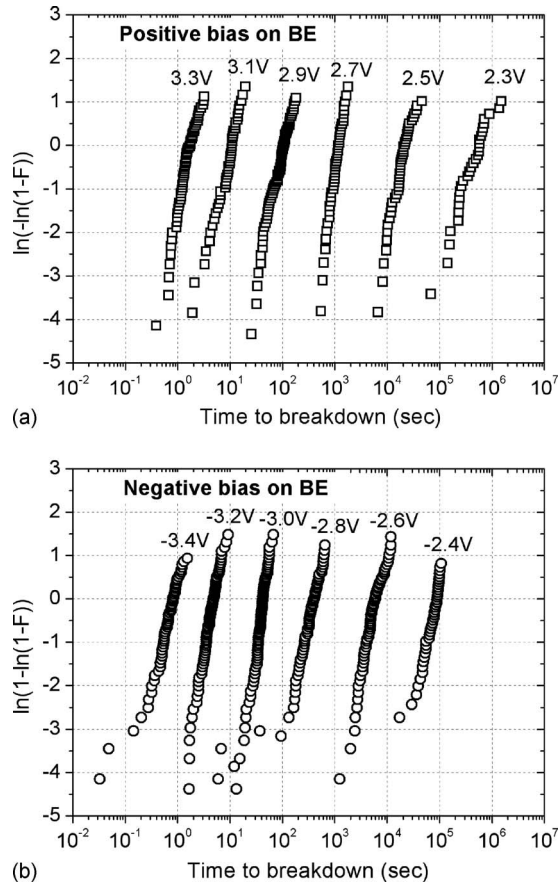 Positive bias on BE
3.3V 3.1V 2.9V 2.7V 2.5V 2.3V
ln(-ln(1-F))
2
1
0
-1
-2
-3
-4
-5
10⁻² 10⁻¹ 10⁰ 10¹ 10² 10³ 10⁴ 10⁵ 10⁶ 10⁷
(a) Time to breakdown (sec)
Negative bias on BE
-3.4V -3.2V -3.0V -2.8V -2.6V -2.4V
ln(1-ln(1-F))
3
2
1
0
-1
-2
-3
-4
-5
10⁻² 10⁻¹ 10⁰ 10¹ 10² 10³ 10⁴ 10⁵ 10⁶ 10⁷
(b) Time to breakdown (sec)